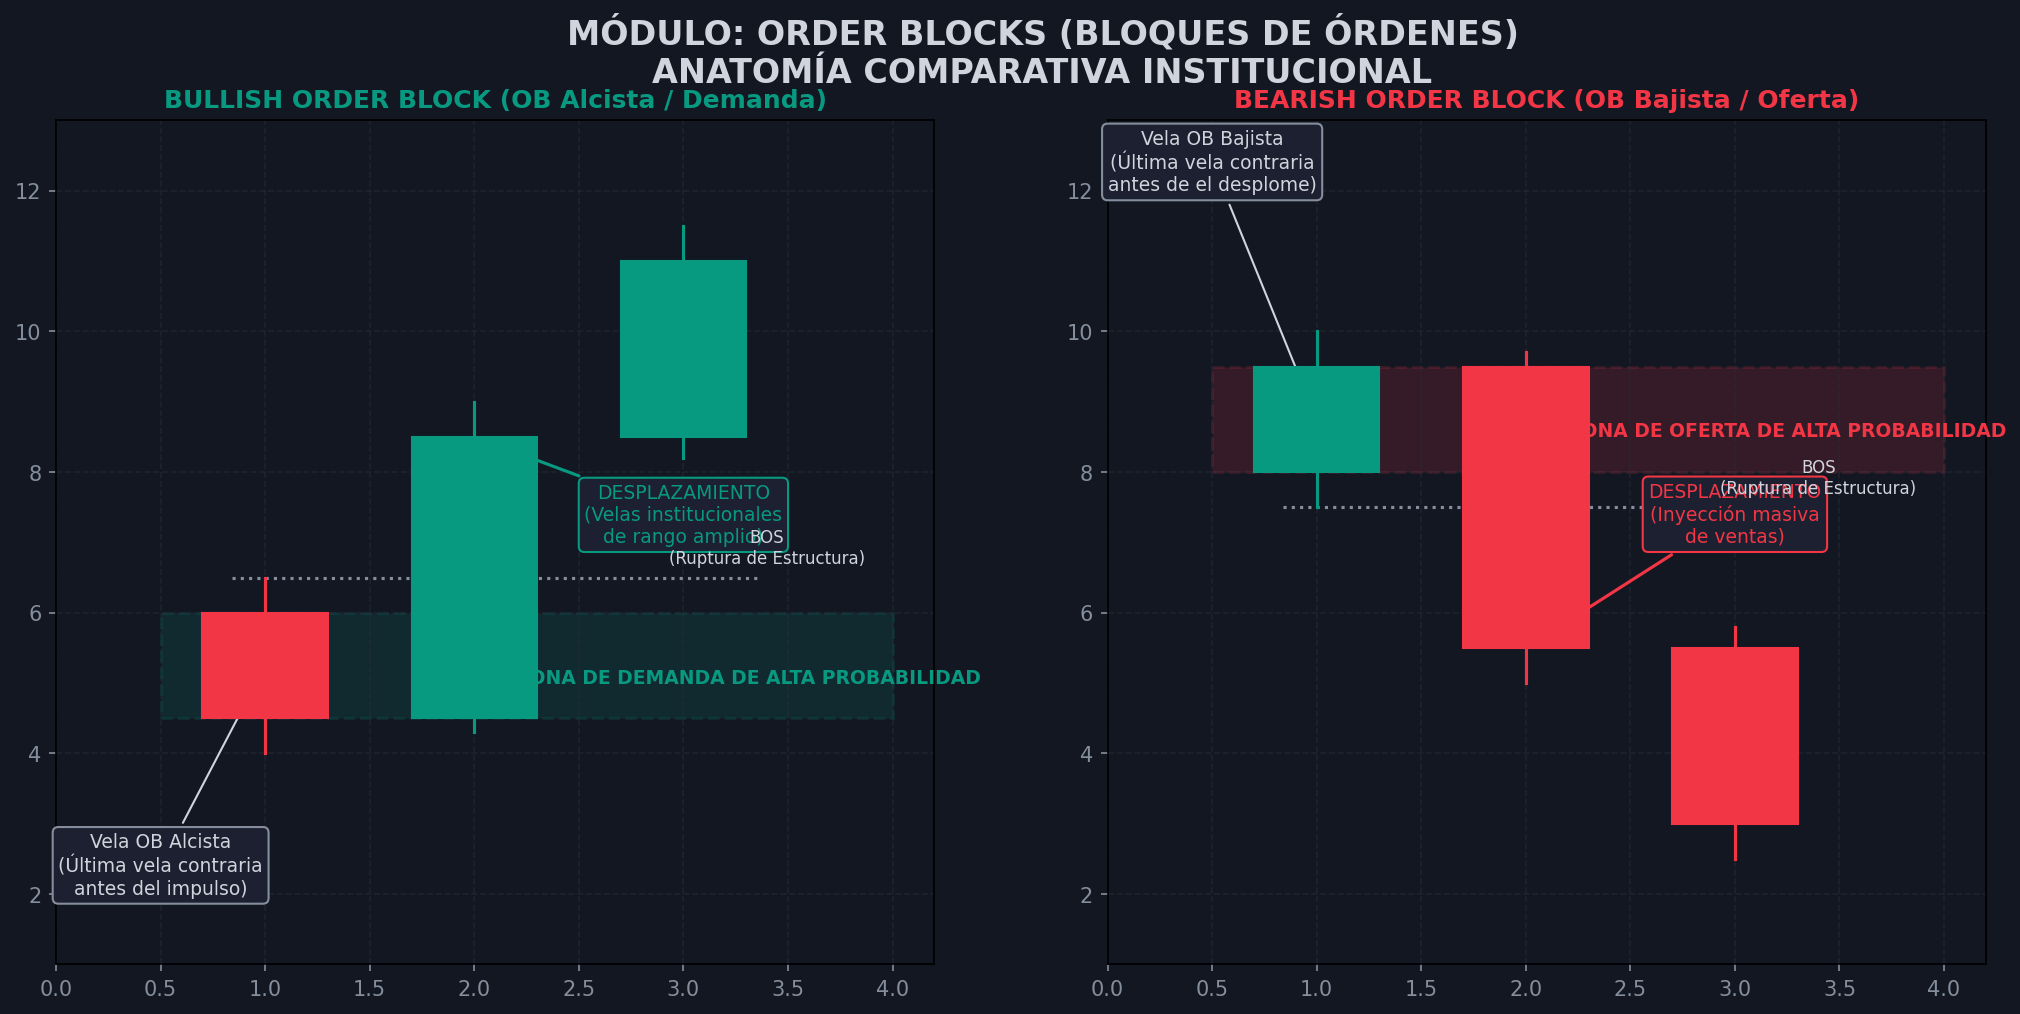 MÓDULO: ORDER BLOCKS (BLOQUES DE ÓRDENES)
ANATOMÍA COMPARATIVA INSTITUCIONAL
BULLISH ORDER BLOCK (OB Alcista / Demanda)
12
10
8
6
4
2
DESPLAZAMIENTO
(Velas institucionales
de rango amplio)
BOS
(Ruptura de Estructura)
ONA DE DEMANDA DE ALTA PROBABILIDAD
Vela OB Alcista
(Última vela contraria
antes del impulso)
0.0 0.5 1.0 1.5 2.0 2.5 3.0 3.5 4.0
BEARISH ORDER BLOCK (OB Bajista / Oferta)
Vela OB Bajista
(Última vela contraria
antes de el desplome)
12
10
8
6
4
2
ONA DE OFERTA DE ALTA PROBABILIDAD
BOS
(Ruptura de Estructura)
DESPLAZAMIENTO
(Inyección masiva
de ventas)
0.0 0.5 1.0 1.5 2.0 2.5 3.0 3.5 4.0